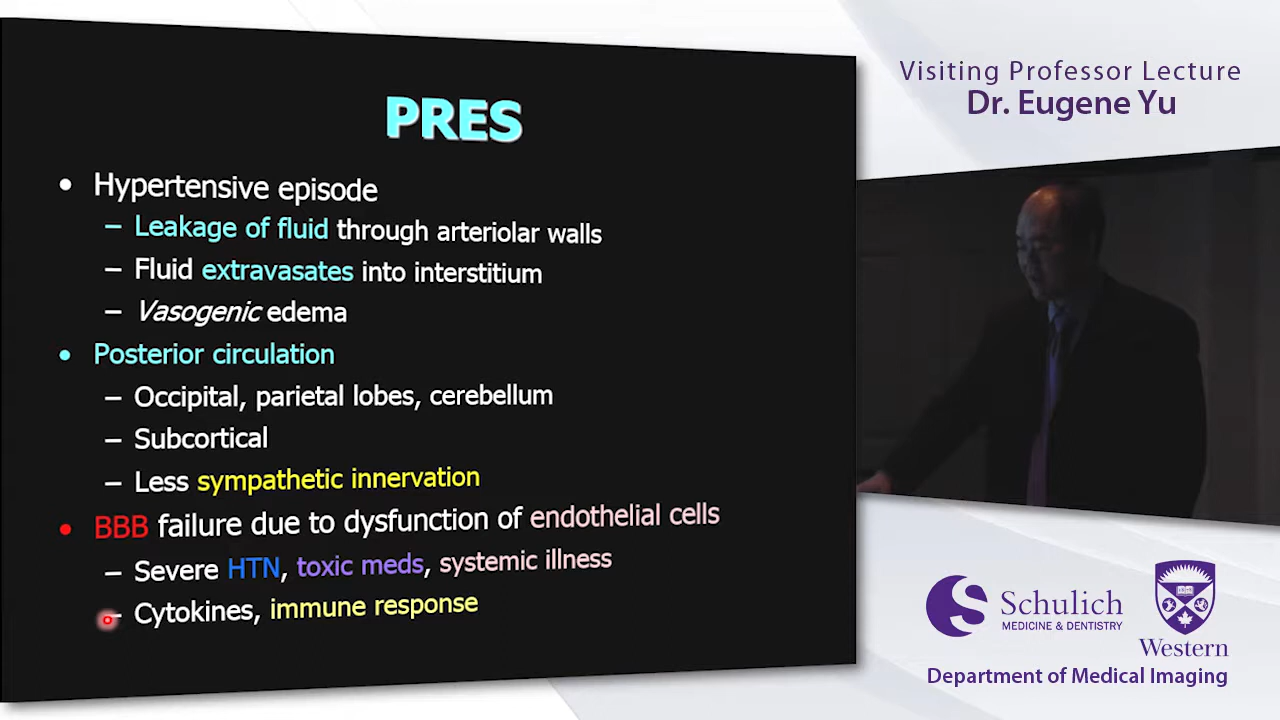 PRES
• Hypertensive episode
– Leakage of fluid through arteriolar walls
– Fluid extravasates into interstitium
– Vasogenic edema
• Posterior circulation
– Occipital, parietal lobes, cerebellum
– Subcortical
– Less sympathetic innervation
• BBB failure due to dysfunction of endothelial cells
– Severe HTN, toxic meds, systemic illness
– Cytokines, immune response
Visiting Professor Lecture
Dr. Eugene Yu
Schulich
MEDICINE & DENTISTRY
Western
Department of Medical Imaging